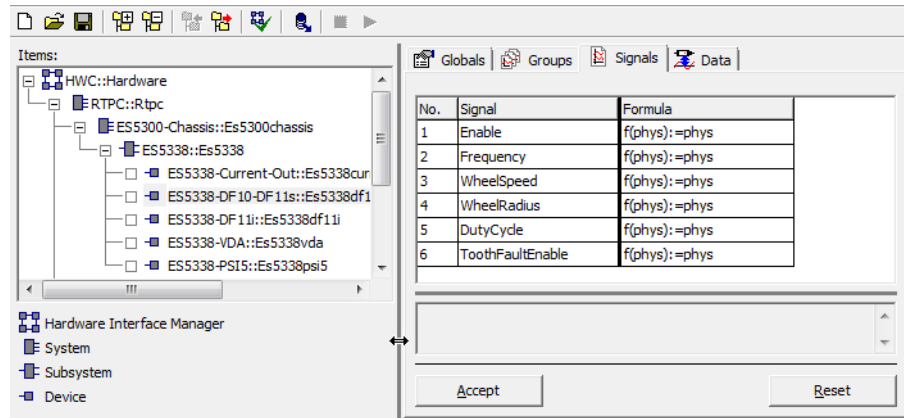 Items:
HWC::Hardware
RTPC::Rtpc
ES5300-Chassis::Es5300chassis
ES5338::Es5338
ES5338-Current-Out::Es5338cur
ES5338-DF10-DF11s::Es5338df1
ES5338-DF11i::Es5338df11i
ES5338-VDA::Es5338vda
ES5338-PSI5::Es5338psi5
Hardware Interface Manager
System
Subsystem
Device
Globals Groups Signals Data
No. Signal Formula
1 Enable f(phys):=phys
2 Frequency f(phys):=phys
3 WheelSpeed f(phys):=phys
4 WheelRadius f(phys):=phys
5 DutyCycle f(phys):=phys
6 ToothFaultEnable f(phys):=phys
Accept Reset